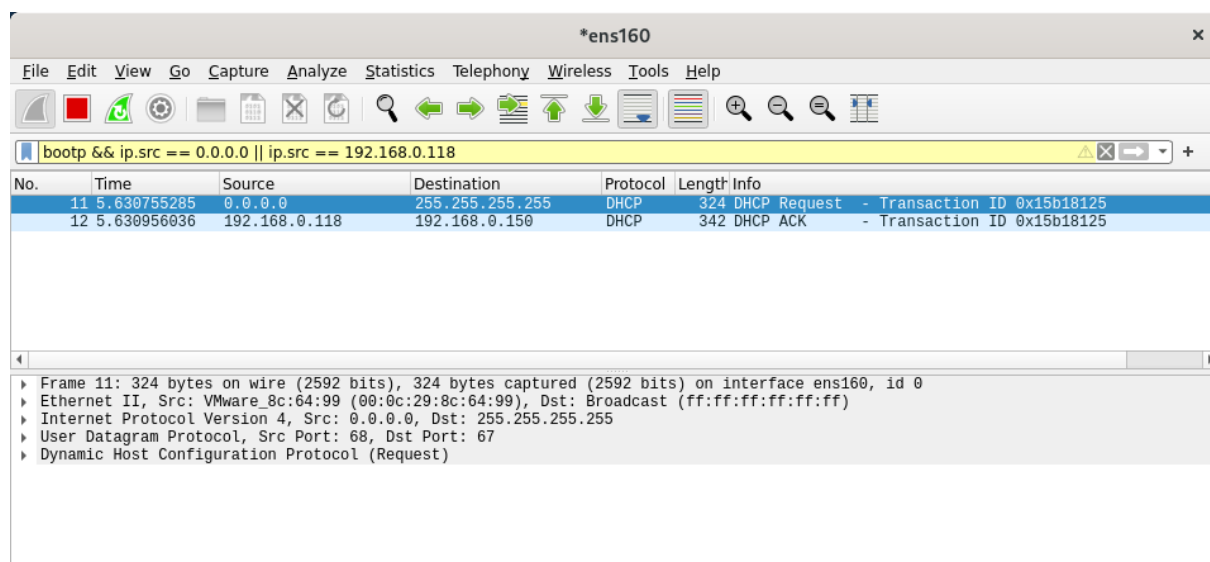 *ens160 ×
File Edit View Go Capture Analyze Statistics Telephony Wireless Tools Help
bootp && ip.src == 0.0.0.0 || ip.src == 192.168.0.118 +
No. Time Source Destination Protocol Length Info
11 5.630755285 0.0.0.0 255.255.255.255 DHCP 324 DHCP Request - Transaction ID 0x15b18125
12 5.630956036 192.168.0.118 192.168.0.150 DHCP 342 DHCP ACK - Transaction ID 0x15b18125
Frame 11: 324 bytes on wire (2592 bits), 324 bytes captured (2592 bits) on interface ens160, id 0
Ethernet II, Src: VMware_8c:64:99 (00:0c:29:8c:64:99), Dst: Broadcast (ff:ff:ff:ff:ff:ff)
Internet Protocol Version 4, Src: 0.0.0.0, Dst: 255.255.255.255
User Datagram Protocol, Src Port: 68, Dst Port: 67
Dynamic Host Configuration Protocol (Request)